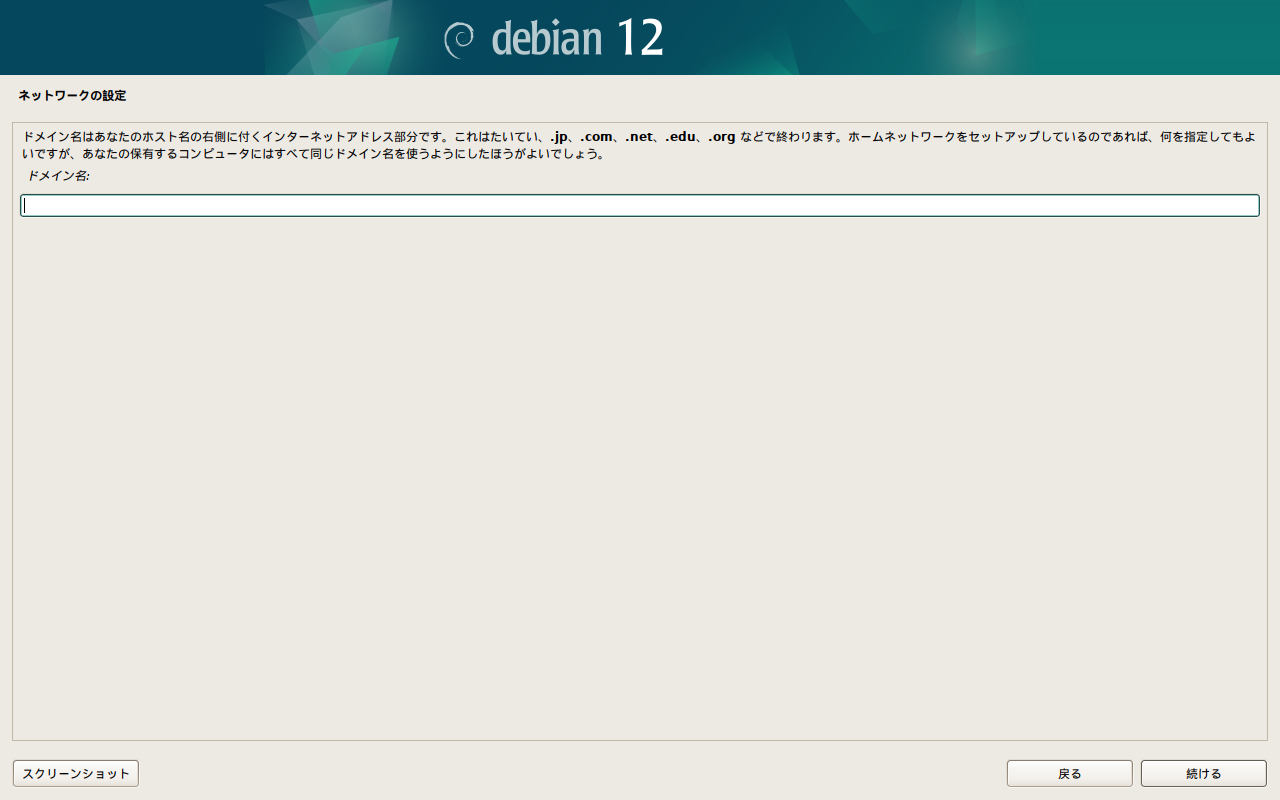 debian 12
ネットワークの設定
ドメイン名はあなたのホスト名の右側に付くインターネットアドレス部分です。これはたいてい、.jp、.com、.net、.edu、.org などで終わります。ホームネットワークをセットアップしているのであれば、何を指定してもよ
いですが、あなたの保有するコンピュータにはすべて同じドメイン名を使うようにしたほうがよいでしょう。
ドメイン名:
スクリーンショット
戻る
続ける